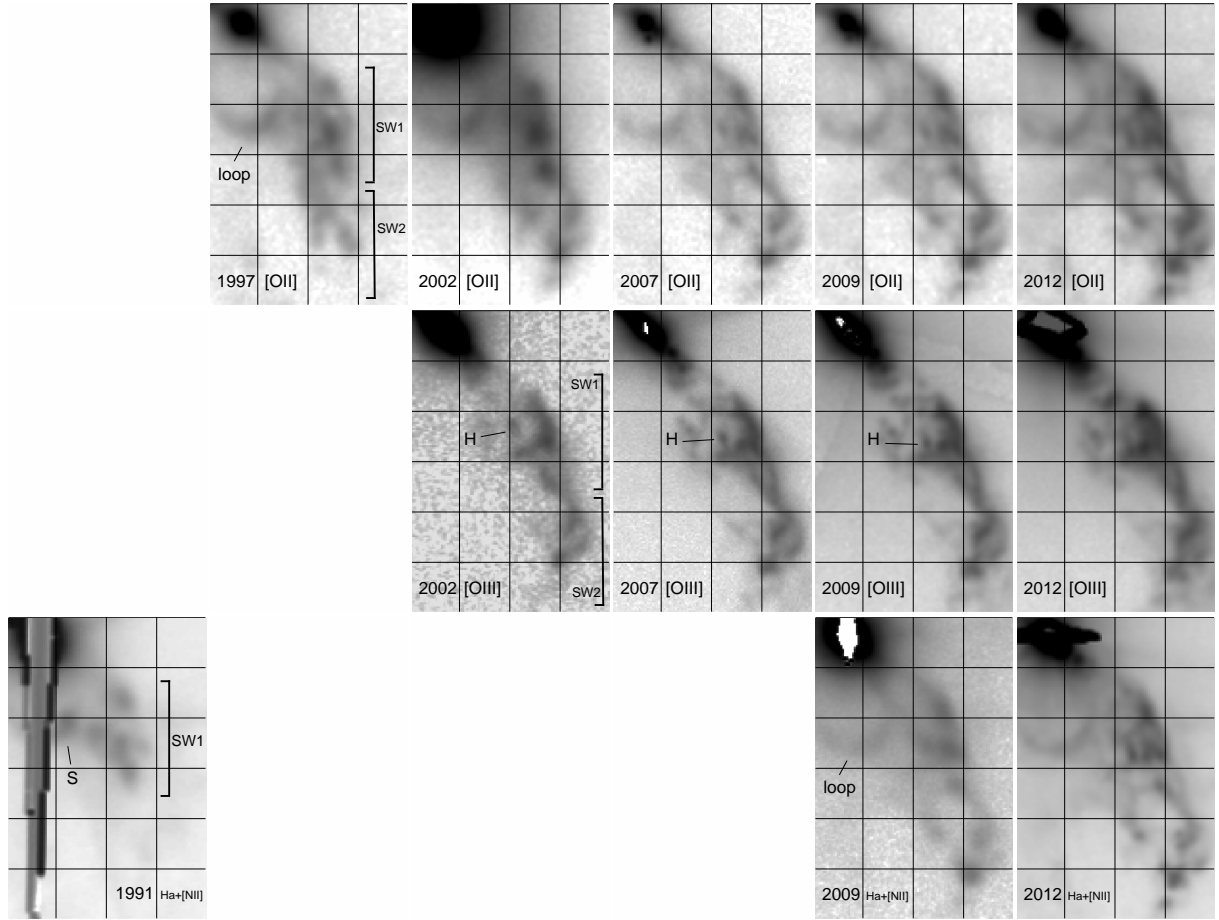 SW1
loop
SW2
1997 [OII]
2002 [OII]
2007 [OII]
2009 [OII]
2012 [OII]
SW1
H
H
H
SW2
2002 [OIII]
2007 [OIII]
2009 [OIII]
2012 [OIII]
SW1
S
loop
1991 Ha+[NII]
2009 Ha+[NII]
2012 Ha+[NII]